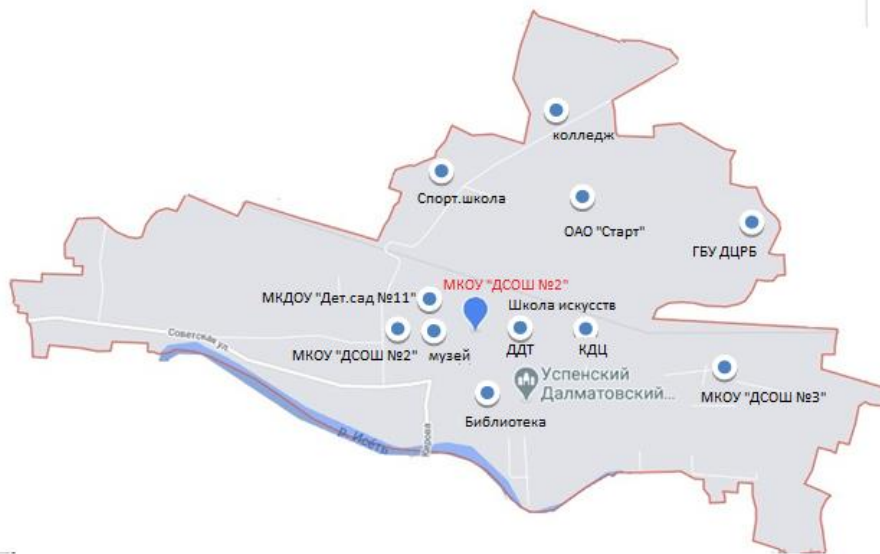 колледж
Спорт.школа
ОАО "Старт"
ГБУ ДЦРБ
МКОУ "ДСОШ №2"
МКДОУ "Дет.сад №11"
Школа искусств
Советская ул.
МКОУ "ДСОШ №2"
музей
ДДТ
КДЦ
Успенский
Далматовский...
МКОУ "ДСОШ №3"
Библиотека
р. Исеть
Кирова